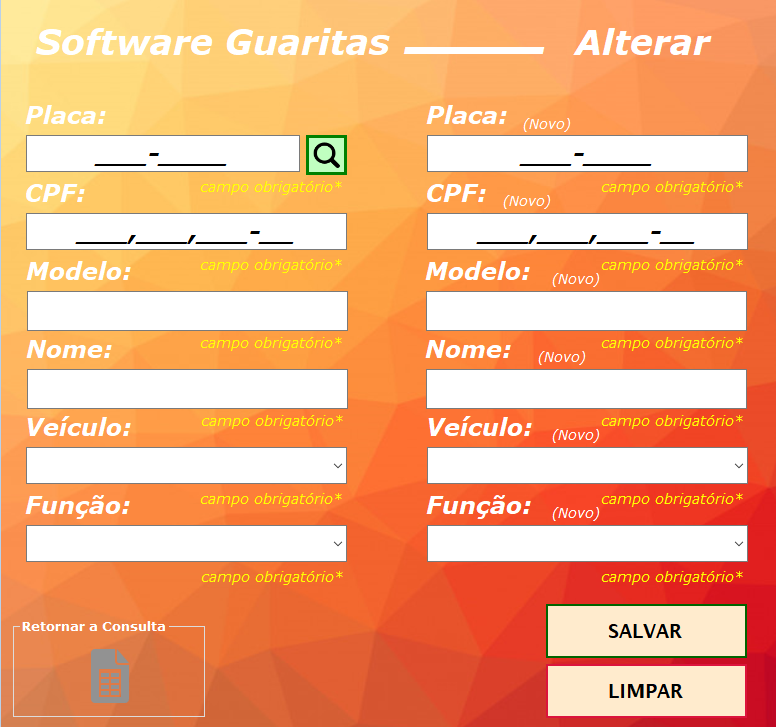 Software Guaritas _______ Alterar
Placa:
___-____
campo obrigatório*
CPF:
___,___,___-__
campo obrigatório*
Modelo:
campo obrigatório*
Nome:
campo obrigatório*
Veículo:
campo obrigatório*
Função:
campo obrigatório*
Placa: (Novo)
___-____
campo obrigatório*
CPF: (Novo)
___,___,___-__
campo obrigatório*
Modelo: (Novo)
campo obrigatório*
Nome: (Novo)
campo obrigatório*
Veículo: (Novo)
campo obrigatório*
Função: (Novo)
campo obrigatório*
Retornar a Consulta
SALVAR
LIMPAR